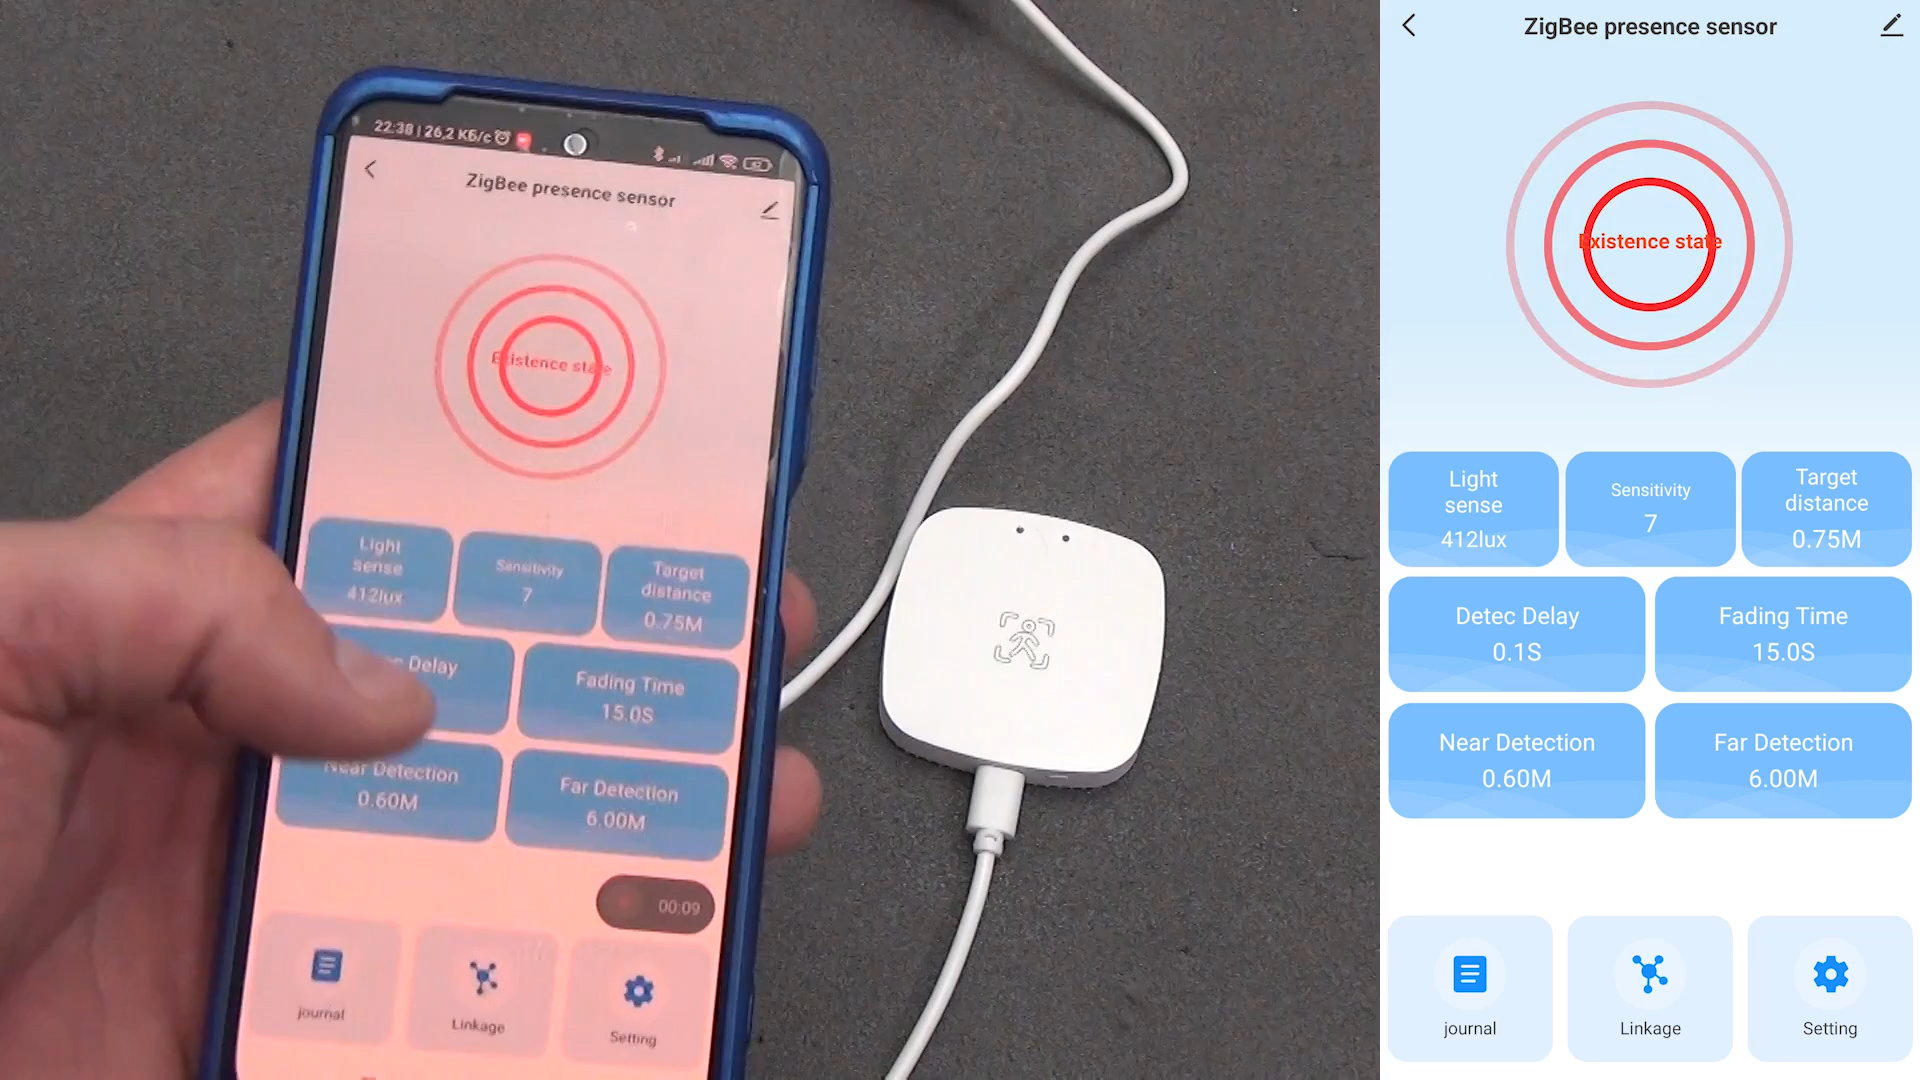 22:38 | 26,2 КБ/с
ZigBee presence sensor
Existence state
Light
sense
412lux
Sensitivity
7
Target
distance
0.75M
Delay
Fading Time
15.0S
Near Detection
0.60M
Far Detection
6.00M
00:09
journal
Linkage
Setting
ZigBee presence sensor
Existence state
Light
sense
412lux
Sensitivity
7
Target
distance
0.75M
Detec Delay
0.1S
Fading Time
15.0S
Near Detection
0.60M
Far Detection
6.00M
journal
Linkage
Setting